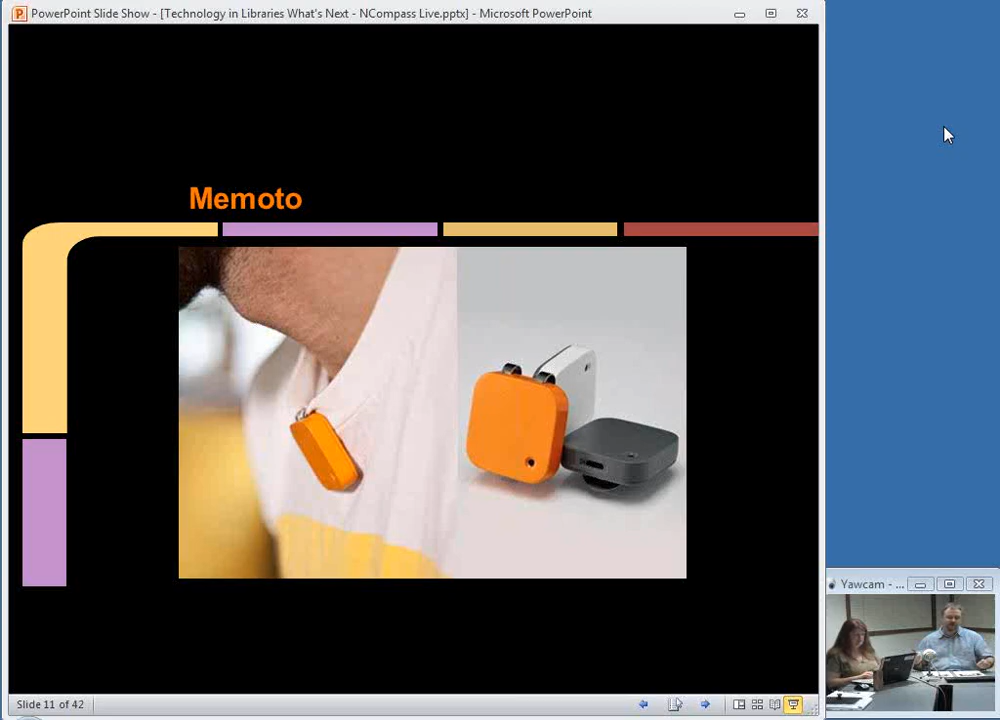 PowerPoint Slide Show - [Technology in Libraries What's Next - NCompass Live.pptx] - Microsoft PowerPoint
Memoto
Yawcam - ...
Slide 11 of 42